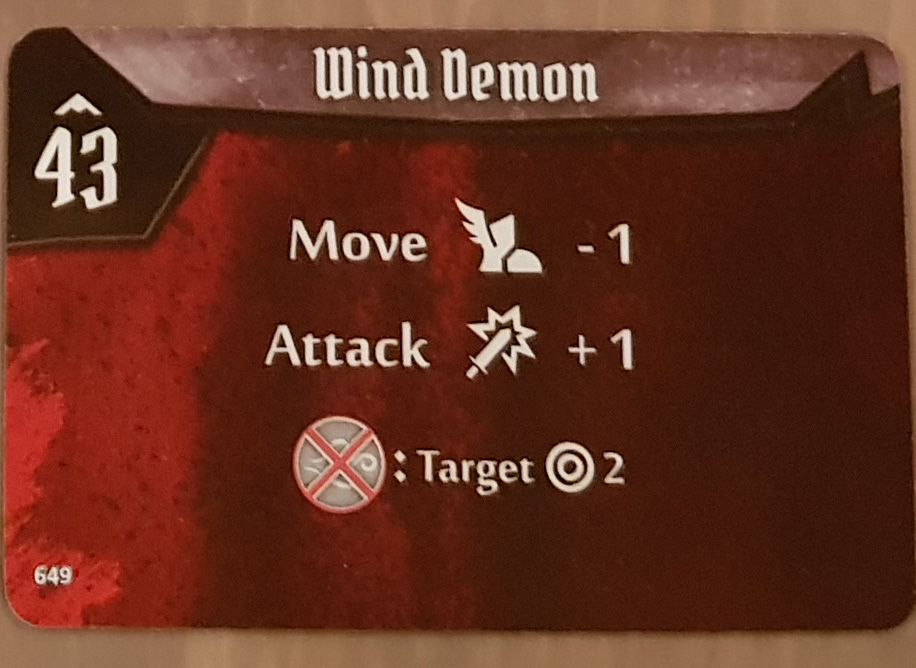 Wind Demon
43
Move - 1
Attack + 1
: Target 2
649